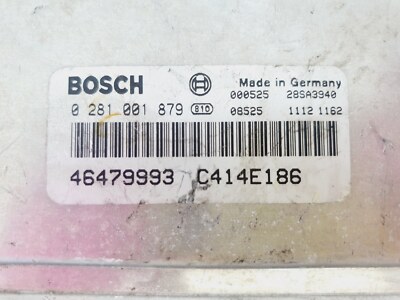 BOSCH Made in Germany
000525 28SA3940
0 281 001 879 810 08525 1112 1162
46479993 C414E186